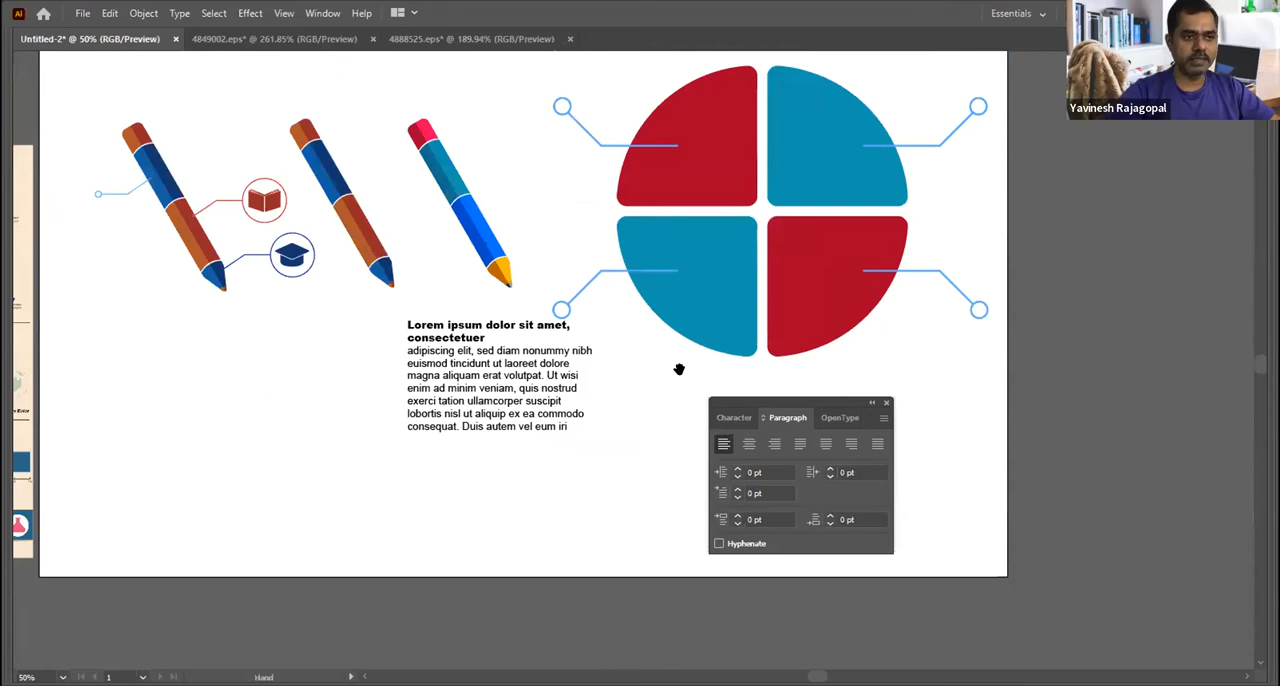 Ai
File Edit Object Type Select Effect View Window Help
Essentials
Untitled-2* @ 50% (RGB/Preview) × 4849002.eps* @ 261.85% (RGB/Preview) × 4888525.eps* @ 189.94% (RGB/Preview) ×
Yavinesh Rajagopal
Lorem ipsum dolor sit amet,
consectetuer
adipiscing elit, sed diam nonummy nibh
euismod tincidunt ut laoreet dolore
magna aliquam erat volutpat. Ut wisi
enim ad minim veniam, quis nostrud
exerci tation ullamcorper suscipit
lobortis nisl ut aliquip ex ea commodo
consequat. Duis autem vel eum iri
Character Paragraph OpenType
0 pt 0 pt
0 pt
0 pt 0 pt
Hyphenate
50% 1 Hand